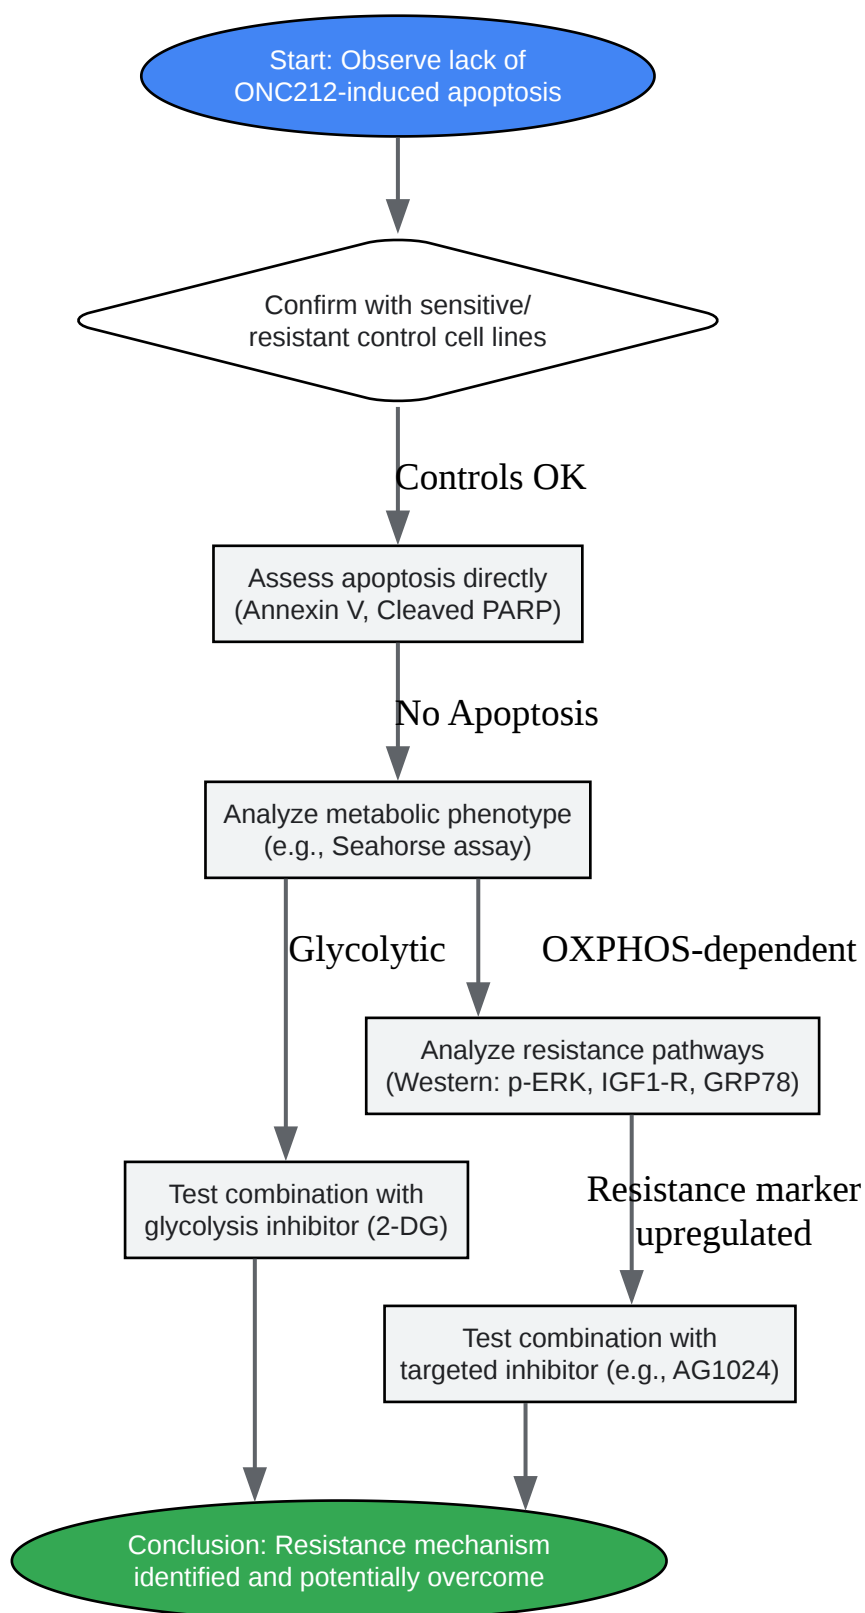 Start: Observe lack of
ONC212-induced apoptosis
Confirm with sensitive/
resistant control cell lines
Controls OK
Assess apoptosis directly
(Annexin V, Cleaved PARP)
No Apoptosis
Analyze metabolic phenotype
(e.g., Seahorse assay)
Glycolytic
OXPHOS-dependent
Analyze resistance pathways
(Western: p-ERK, IGF1-R, GRP78)
Test combination with
glycolysis inhibitor (2-DG)
Resistance marker
upregulated
Test combination with
targeted inhibitor (e.g., AG1024)
Conclusion: Resistance mechanism
identified and potentially overcome